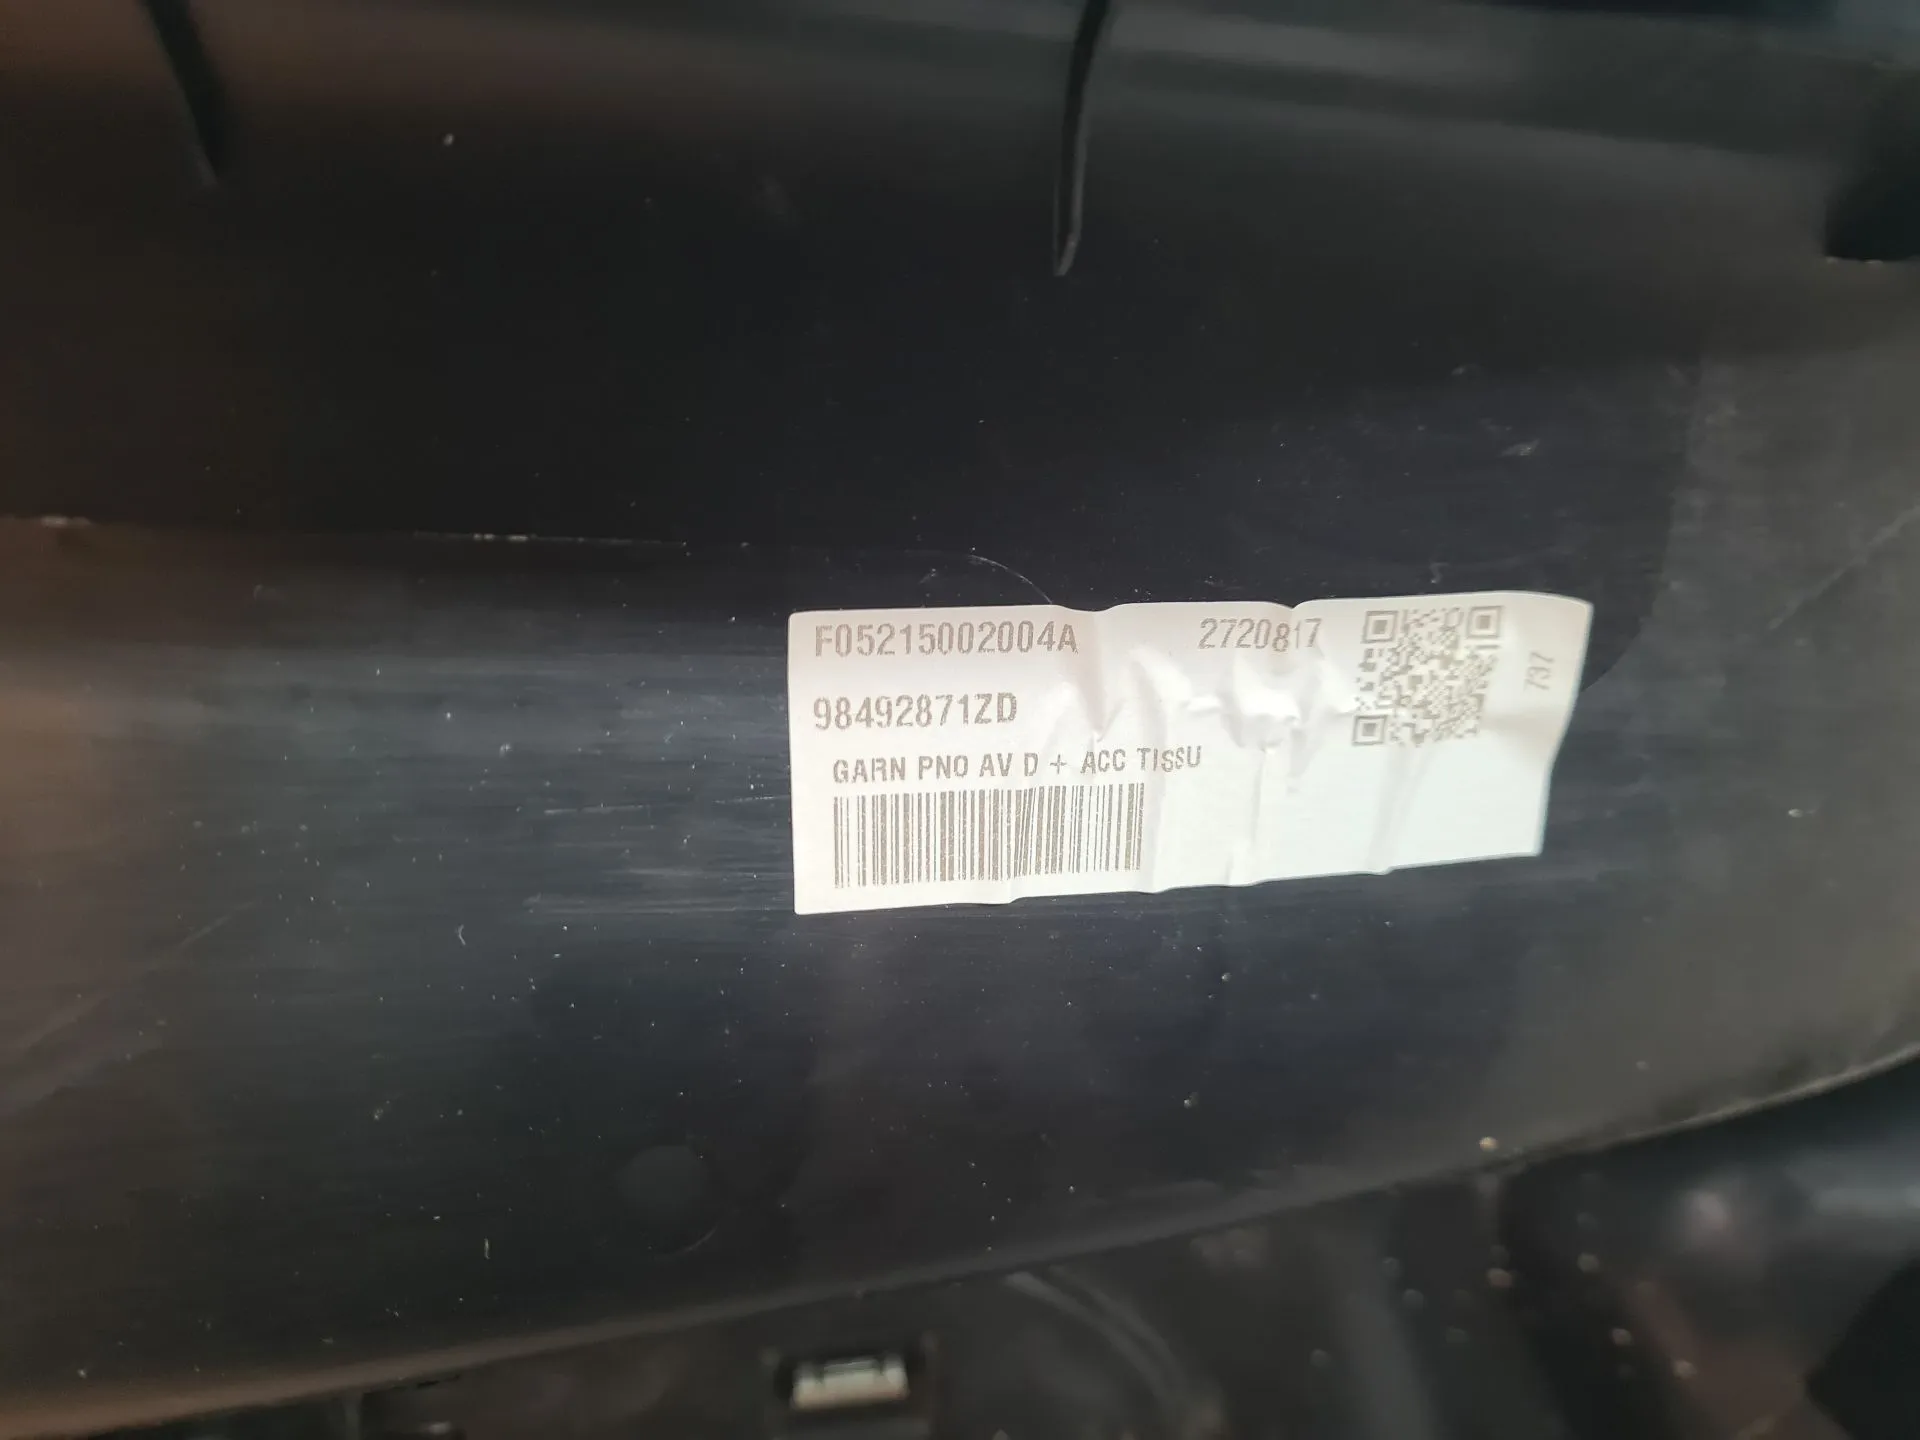 F05215002004A 2720817
98492871ZD
GARN PNO AV D + ACC TISSU
737